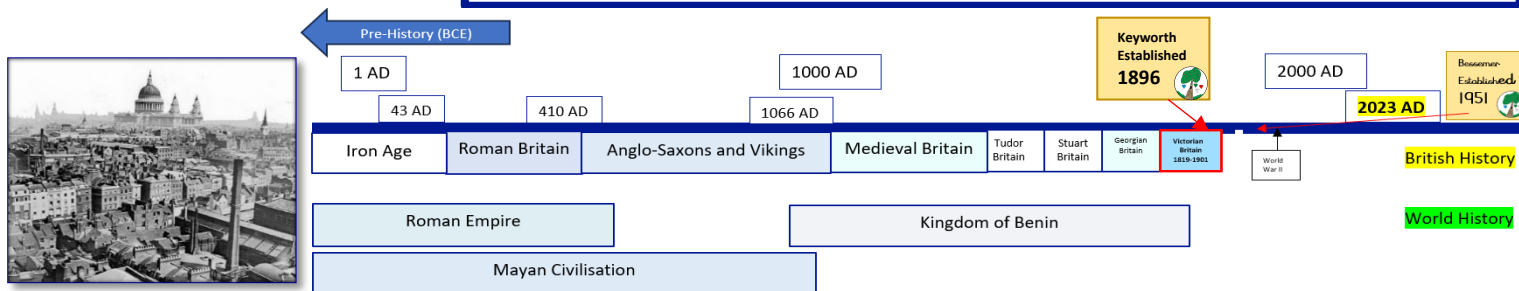 Pre-History (BCE)
Keyworth
Established
1896
1 AD
1000 AD
2000 AD
Bessemer
Established
1951
43 AD
410 AD
1066 AD
2023 AD
Iron Age
Roman Britain
Anglo-Saxons and Vikings
Medieval Britain
Tudor
Britain
Stuart
Britain
Georgian
Britain
Victorian
Britain
1819-1901
World
War II
British History
Roman Empire
Kingdom of Benin
World History
Mayan Civilisation